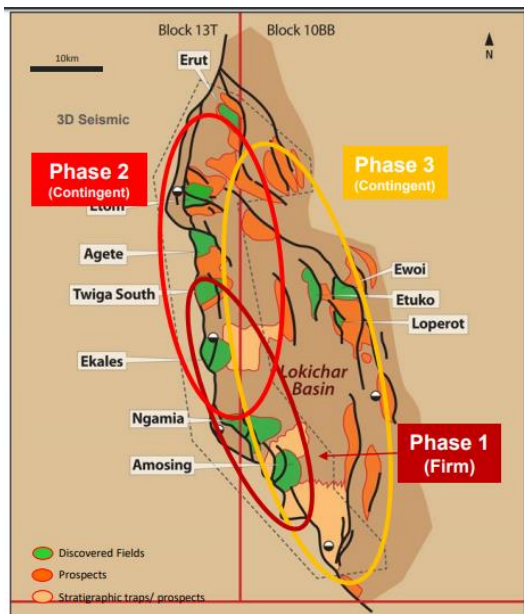 Block 13T
Block 10BB
10km
N
Erut
3D Seismic
Phase 2
(Contingent)
Phase 3
(Contingent)
Etom
Agete
Ewoi
Twiga South
Etuko
Loperot
Ekales
Lokichar
Basin
Ngamia
Phase 1
(Firm)
Amosing
Discovered Fields
Prospects
Stratigraphic traps/ prospects